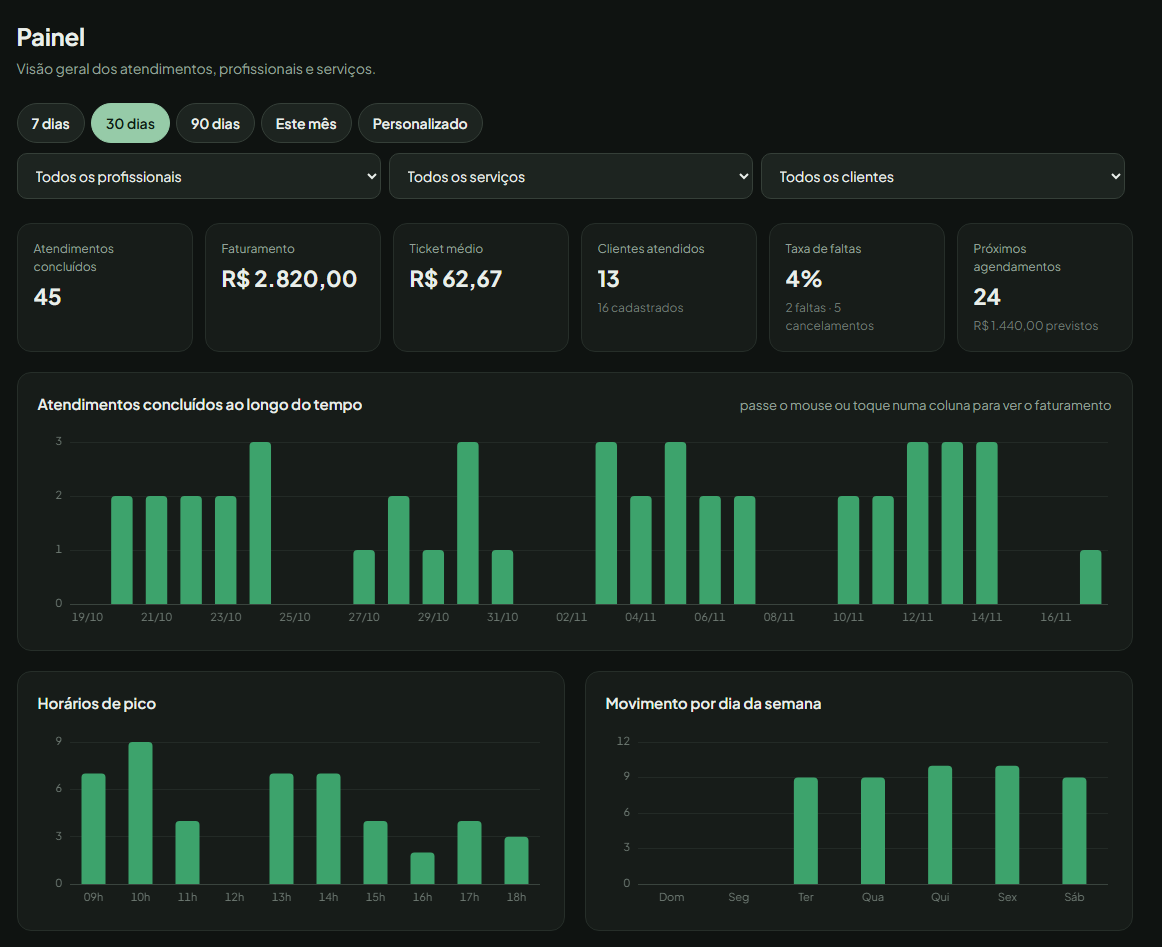 Painel
Visão geral dos atendimentos, profissionais e serviços.
7 dias
30 dias
90 dias
Este mês
Personalizado
Todos os profissionais
Todos os serviços
Todos os clientes
Atendimentos
concluídos
45
Faturamento
R$ 2.820,00
Ticket médio
R$ 62,67
Clientes atendidos
13
16 cadastrados
Taxa de faltas
4%
2 faltas · 5
cancelamentos
Próximos
agendamentos
24
R$ 1.440,00 previstos
Atendimentos concluídos ao longo do tempo
passe o mouse ou toque numa coluna para ver o faturamento
3
2
1
0
19/10 21/10 23/10 25/10 27/10 29/10 31/10 02/11 04/11 06/11 08/11 10/11 12/11 14/11 16/11
Horários de pico
9
6
3
0
09h 10h 11h 12h 13h 14h 15h 16h 17h 18h
Movimento por dia da semana
12
9
6
3
0
Dom Seg Ter Qua Qui Sex Sáb